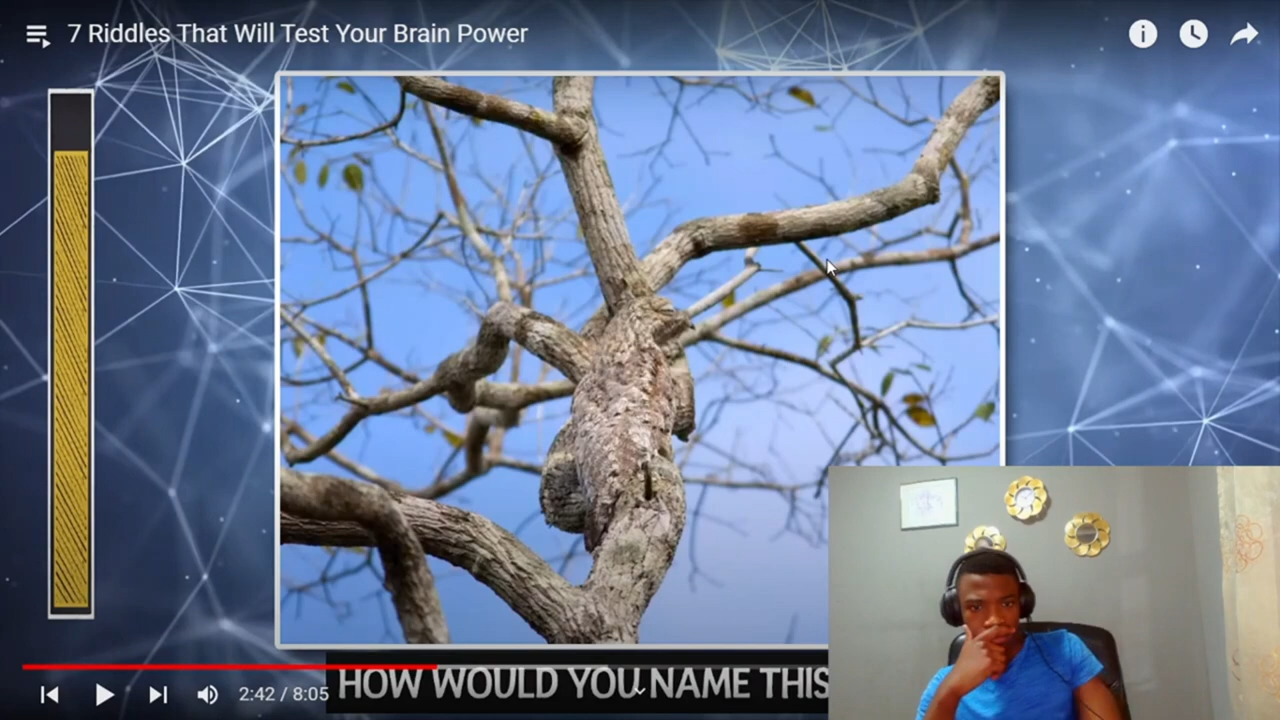 7 Riddles That Will Test Your Brain Power
2:42 / 8:05
HOW WOULD YOU NAME THIS